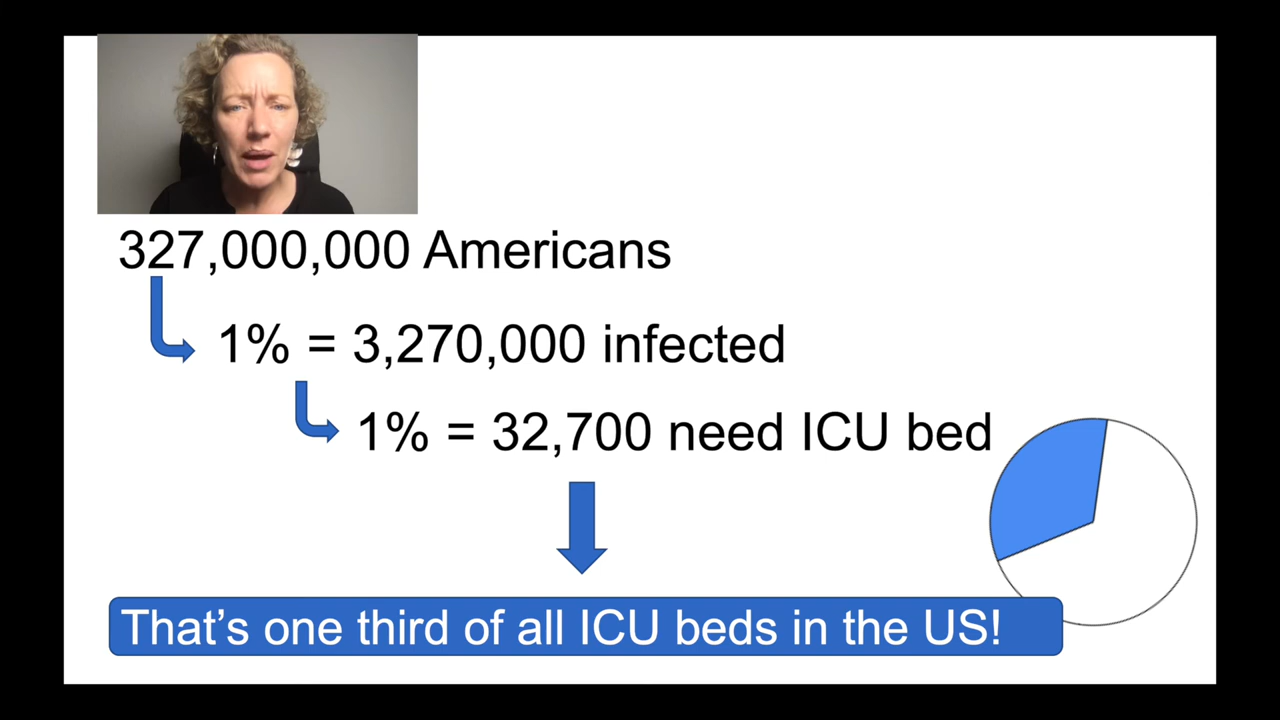 327,000,000 Americans
1% = 3,270,000 infected
1% = 32,700 need ICU bed
That's one third of all ICU beds in the US!